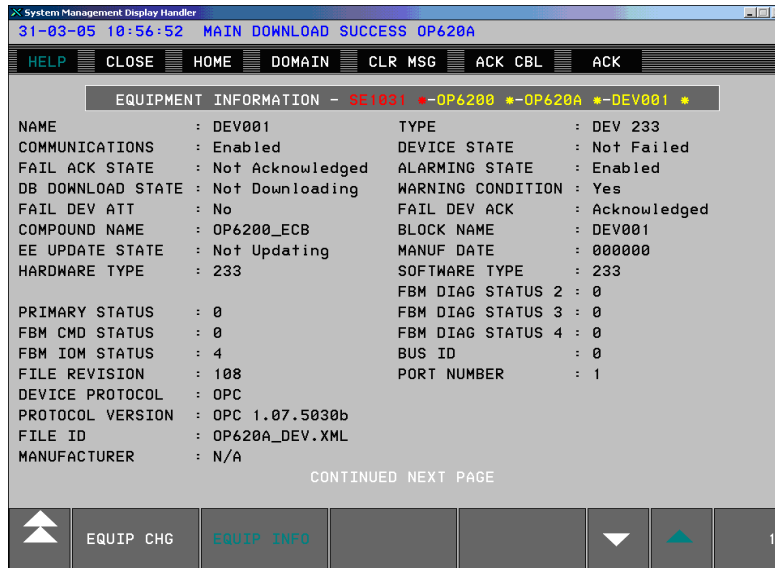 System Management Display Handler
31-03-05 10:56:52 MAIN DOWNLOAD SUCCESS OP620A
HELP CLOSE HOME DOMAIN CLR MSG ACK CBL ACK
EQUIPMENT INFORMATION - SE1031 *-OP6200 *-OP620A *-DEV001 *
NAME : DEV001 TYPE : DEV 233
COMMUNICATIONS : Enabled DEVICE STATE : Not Failed
FAIL ACK STATE : Not Acknowledged ALARMING STATE : Enabled
DB DOWNLOAD STATE : Not Downloading WARNING CONDITION : Yes
FAIL DEV ATT : No FAIL DEV ACK : Acknowledged
COMPOUND NAME : OP6200_ECB BLOCK NAME : DEV001
EE UPDATE STATE : Not Updating MANUF DATE : 000000
HARDWARE TYPE : 233 SOFTWARE TYPE : 233
FBM DIAG STATUS 2 : 0
PRIMARY STATUS : 0 FBM DIAG STATUS 3 : 0
FBM CMD STATUS : 0 FBM DIAG STATUS 4 : 0
FBM IOM STATUS : 4 BUS ID : 0
FILE REVISION : 108 PORT NUMBER : 1
DEVICE PROTOCOL : OPC
PROTOCOL VERSION : OPC 1.07.5030b
FILE ID : OP620A_DEV.XML
MANUFACTURER : N/A
CONTINUED NEXT PAGE
EQUIP CHG EQUIP INFO 1